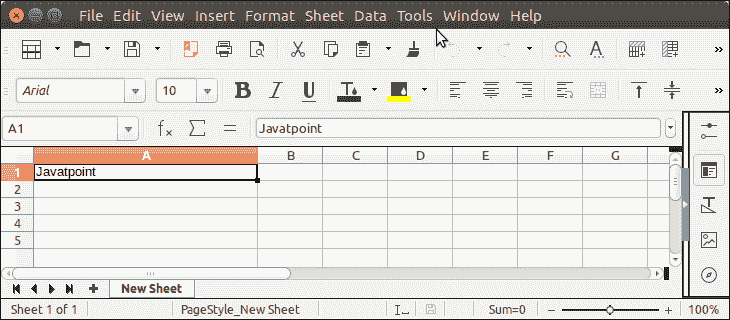 File Edit View Insert Format Sheet Data Tools Window Help
Arial 10 B I U T A
A1 fx Σ = Javatpoint
A B C D E F G
1 Javatpoint
2
3
4
5
New Sheet
Sheet 1 of 1 PageStyle_New Sheet Sum=0 100%